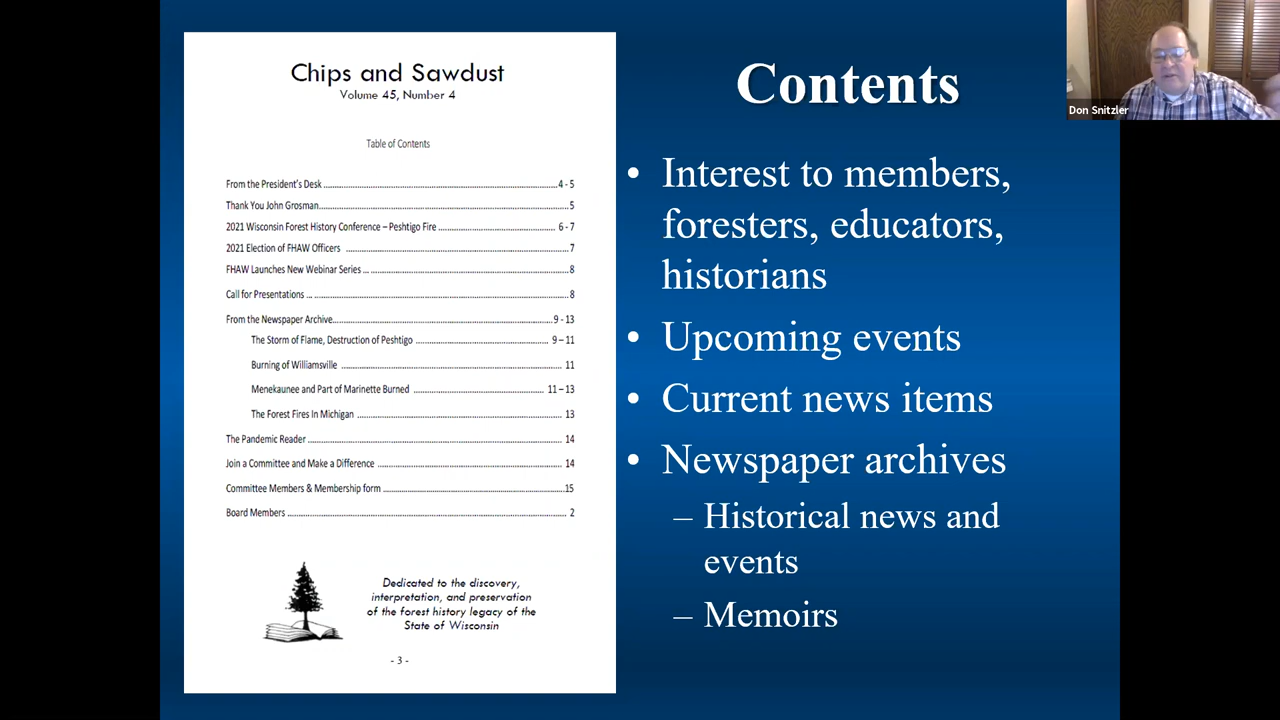 Chips and Sawdust
Volume 45, Number 4
Table of Contents
From the President's Desk ........ 4 - 5
Thank You John Grosman........ 5
2021 Wisconsin Forest History Conference – Peshtigo Fire ........ 6 - 7
2021 Election of FHAW Officers ........ 7
FHAW Launches New Webinar Series ... ........ 8
Call for Presentations ... ........ 8
From the Newspaper Archive........ 9 - 13
The Storm of Flame, Destruction of Peshtigo ........ 9 – 11
Burning of Williamsville ........ 11
Menekaunee and Part of Marinette Burned ........ 11 – 13
The Forest Fires In Michigan ........ 13
The Pandemic Reader ........ 14
Join a Committee and Make a Difference ........ 14
Committee Members & Membership form ........ 15
Board Members ........ 2
Dedicated to the discovery,
interpretation, and preservation
of the forest history legacy of the
State of Wisconsin
- 3 -
Contents
• Interest to members,
foresters, educators,
historians
• Upcoming events
• Current news items
• Newspaper archives
– Historical news and
events
– Memoirs
Don Snitzler